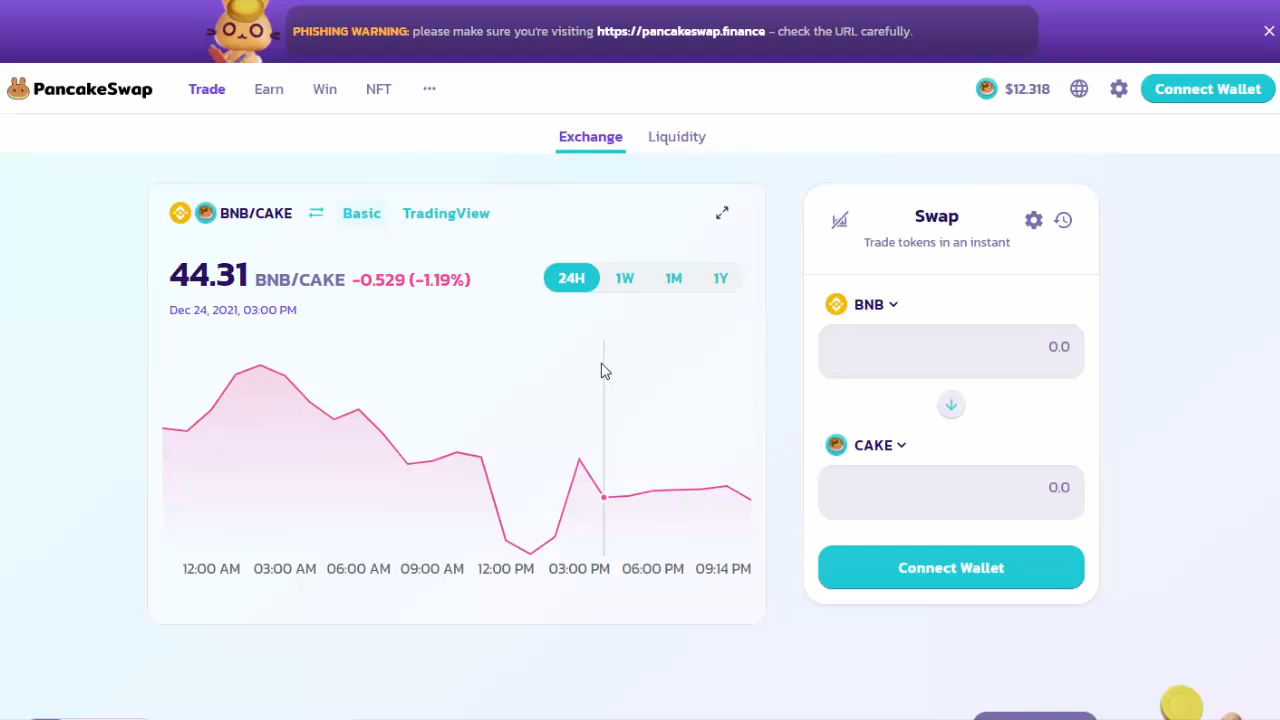 PHISHING WARNING: please make sure you're visiting https://pancakeswap.finance - check the URL carefully.
PancakeSwap Trade Earn Win NFT $12.318 Connect Wallet
Exchange Liquidity
BNB/CAKE Basic TradingView
44.31 BNB/CAKE -0.529 (-1.19%)
24H 1W 1M 1Y
Dec 24, 2021, 03:00 PM
12:00 AM 03:00 AM 06:00 AM 09:00 AM 12:00 PM 03:00 PM 06:00 PM 09:14 PM
Swap
Trade tokens in an instant
BNB
0.0
CAKE
0.0
Connect Wallet